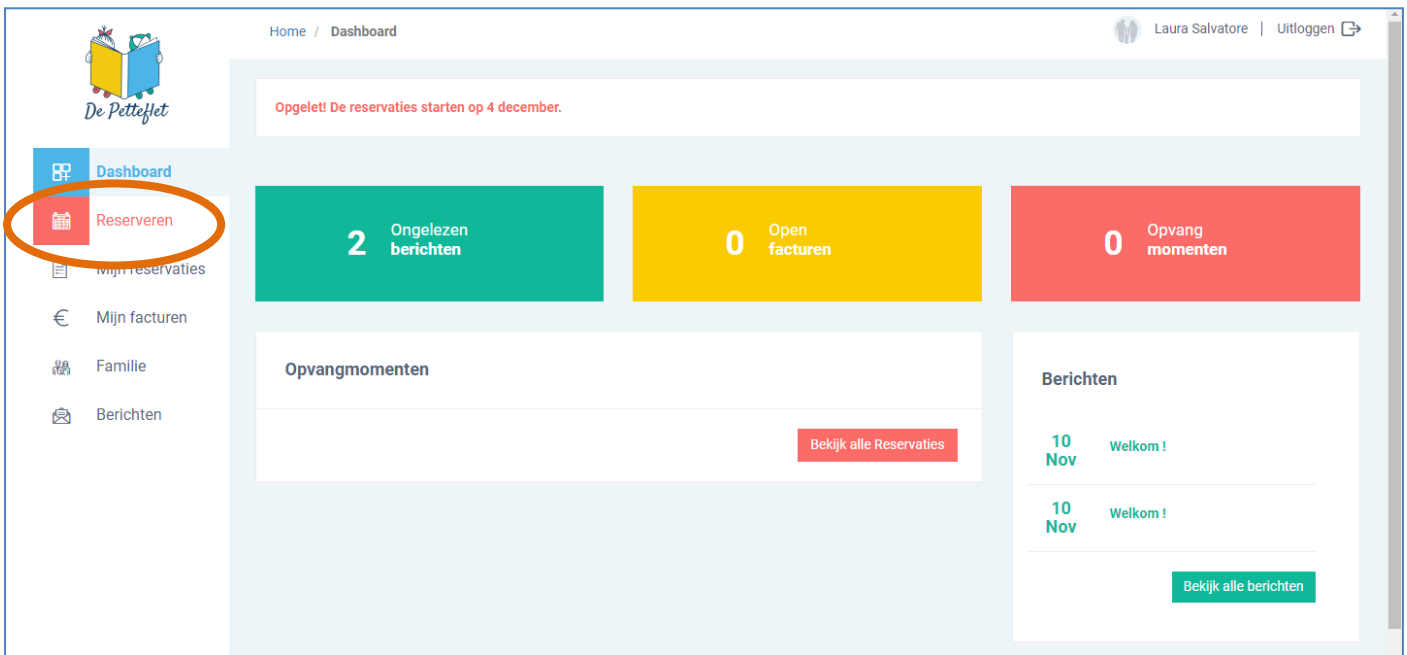 De Petteflet
Home / Dashboard
Laura Salvatore | Uitloggen
Opgelet! De reservaties starten op 4 december.
Dashboard
Reserveren
Mijn reservaties
Mijn facturen
Familie
Berichten
2 Ongelezen
berichten
0 Open
facturen
0 Opvang
momenten
Opvangmomenten
Bekijk alle Reservaties
Berichten
10
Nov
Welkom !
10
Nov
Welkom !
Bekijk alle berichten